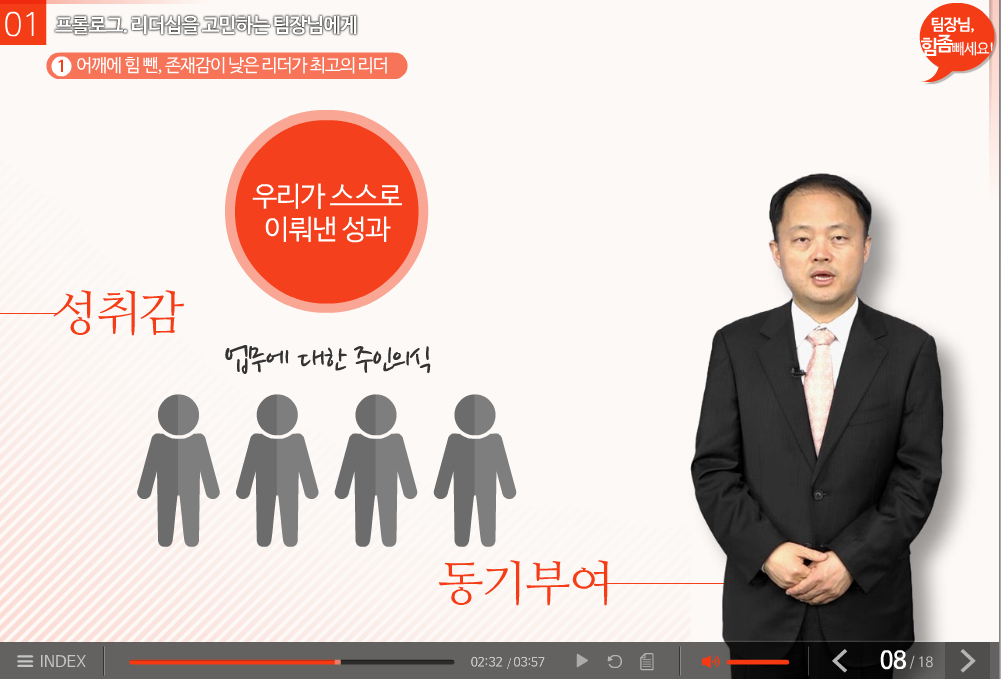 01 프롤로그. 리더십을 고민하는 팀장님에게
팀장님,
힘좀빼세요!
1 어깨에 힘 뺀, 존재감이 낮은 리더가 최고의 리더
우리가 스스로
이뤄낸 성과
성취감
업무에 대한 주인의식
동기부여
INDEX 02:32 / 03:57 08 / 18